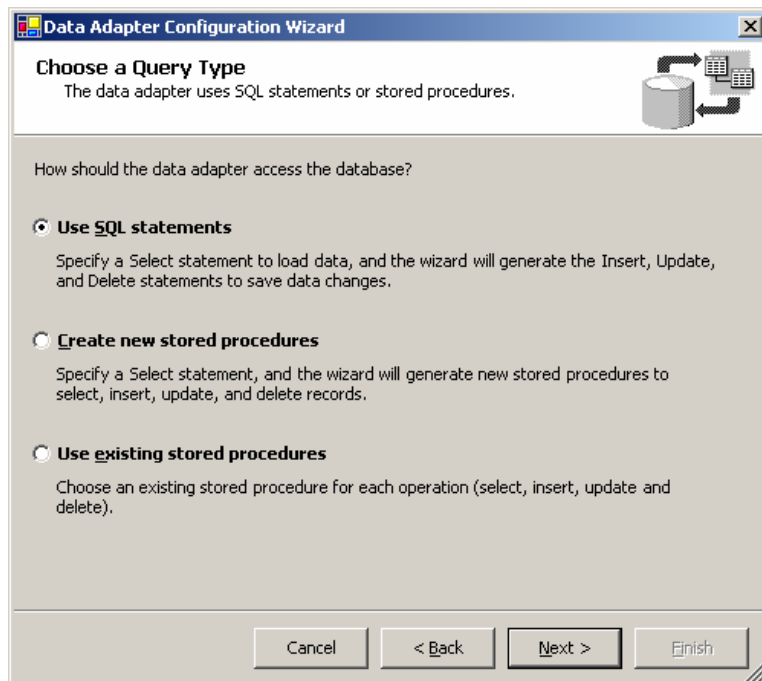 Data Adapter Configuration Wizard
Choose a Query Type
The data adapter uses SQL statements or stored procedures.
How should the data adapter access the database?
Use SQL statements
Specify a Select statement to load data, and the wizard will generate the Insert, Update,
and Delete statements to save data changes.
Create new stored procedures
Specify a Select statement, and the wizard will generate new stored procedures to
select, insert, update, and delete records.
Use existing stored procedures
Choose an existing stored procedure for each operation (select, insert, update and
delete).
Cancel
< Back
Next >
Finish